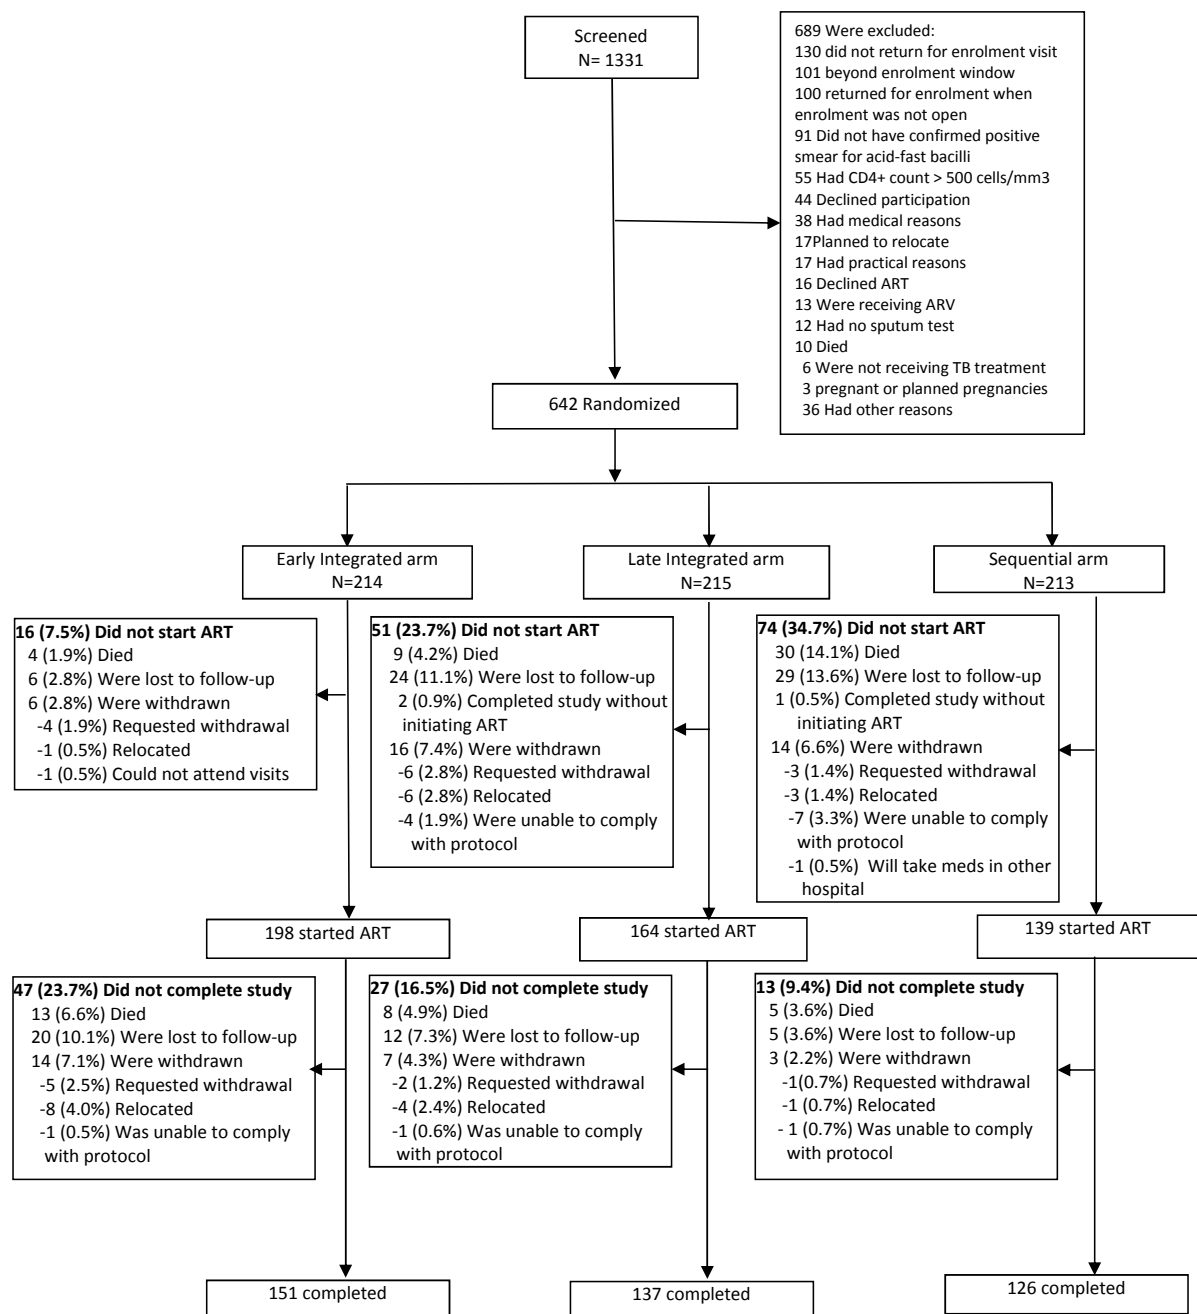 Screened
N= 1331
689 Were excluded:
130 did not return for enrolment visit
101 beyond enrolment window
100 returned for enrolment when
enrolment was not open
91 Did not have confirmed positive
smear for acid-fast bacilli
55 Had CD4+ count > 500 cells/mm3
44 Declined participation
38 Had medical reasons
17Planned to relocate
17 Had practical reasons
16 Declined ART
13 Were receiving ARV
12 Had no sputum test
10 Died
6 Were not receiving TB treatment
3 pregnant or planned pregnancies
36 Had other reasons
642 Randomized
Early Integrated arm
N=214
Late Integrated arm
N=215
Sequential arm
N=213
16 (7.5%) Did not start ART
4 (1.9%) Died
6 (2.8%) Were lost to follow-up
6 (2.8%) Were withdrawn
-4 (1.9%) Requested withdrawal
-1 (0.5%) Relocated
-1 (0.5%) Could not attend visits
51 (23.7%) Did not start ART
9 (4.2%) Died
24 (11.1%) Were lost to follow-up
2 (0.9%) Completed study without
initiating ART
16 (7.4%) Were withdrawn
-6 (2.8%) Requested withdrawal
-6 (2.8%) Relocated
-4 (1.9%) Were unable to comply
with protocol
74 (34.7%) Did not start ART
30 (14.1%) Died
29 (13.6%) Were lost to follow-up
1 (0.5%) Completed study without
initiating ART
14 (6.6%) Were withdrawn
-3 (1.4%) Requested withdrawal
-3 (1.4%) Relocated
-7 (3.3%) Were unable to comply
with protocol
-1 (0.5%) Will take meds in other
hospital
198 started ART
164 started ART
139 started ART
47 (23.7%) Did not complete study
13 (6.6%) Died
20 (10.1%) Were lost to follow-up
14 (7.1%) Were withdrawn
-5 (2.5%) Requested withdrawal
-8 (4.0%) Relocated
-1 (0.5%) Was unable to comply
with protocol
27 (16.5%) Did not complete study
8 (4.9%) Died
12 (7.3%) Were lost to follow-up
7 (4.3%) Were withdrawn
-2 (1.2%) Requested withdrawal
-4 (2.4%) Relocated
-1 (0.6%) Was unable to comply
with protocol
13 (9.4%) Did not complete study
5 (3.6%) Died
5 (3.6%) Were lost to follow-up
3 (2.2%) Were withdrawn
-1(0.7%) Requested withdrawal
-1 (0.7%) Relocated
- 1 (0.7%) Was unable to comply
with protocol
151 completed
137 completed
126 completed